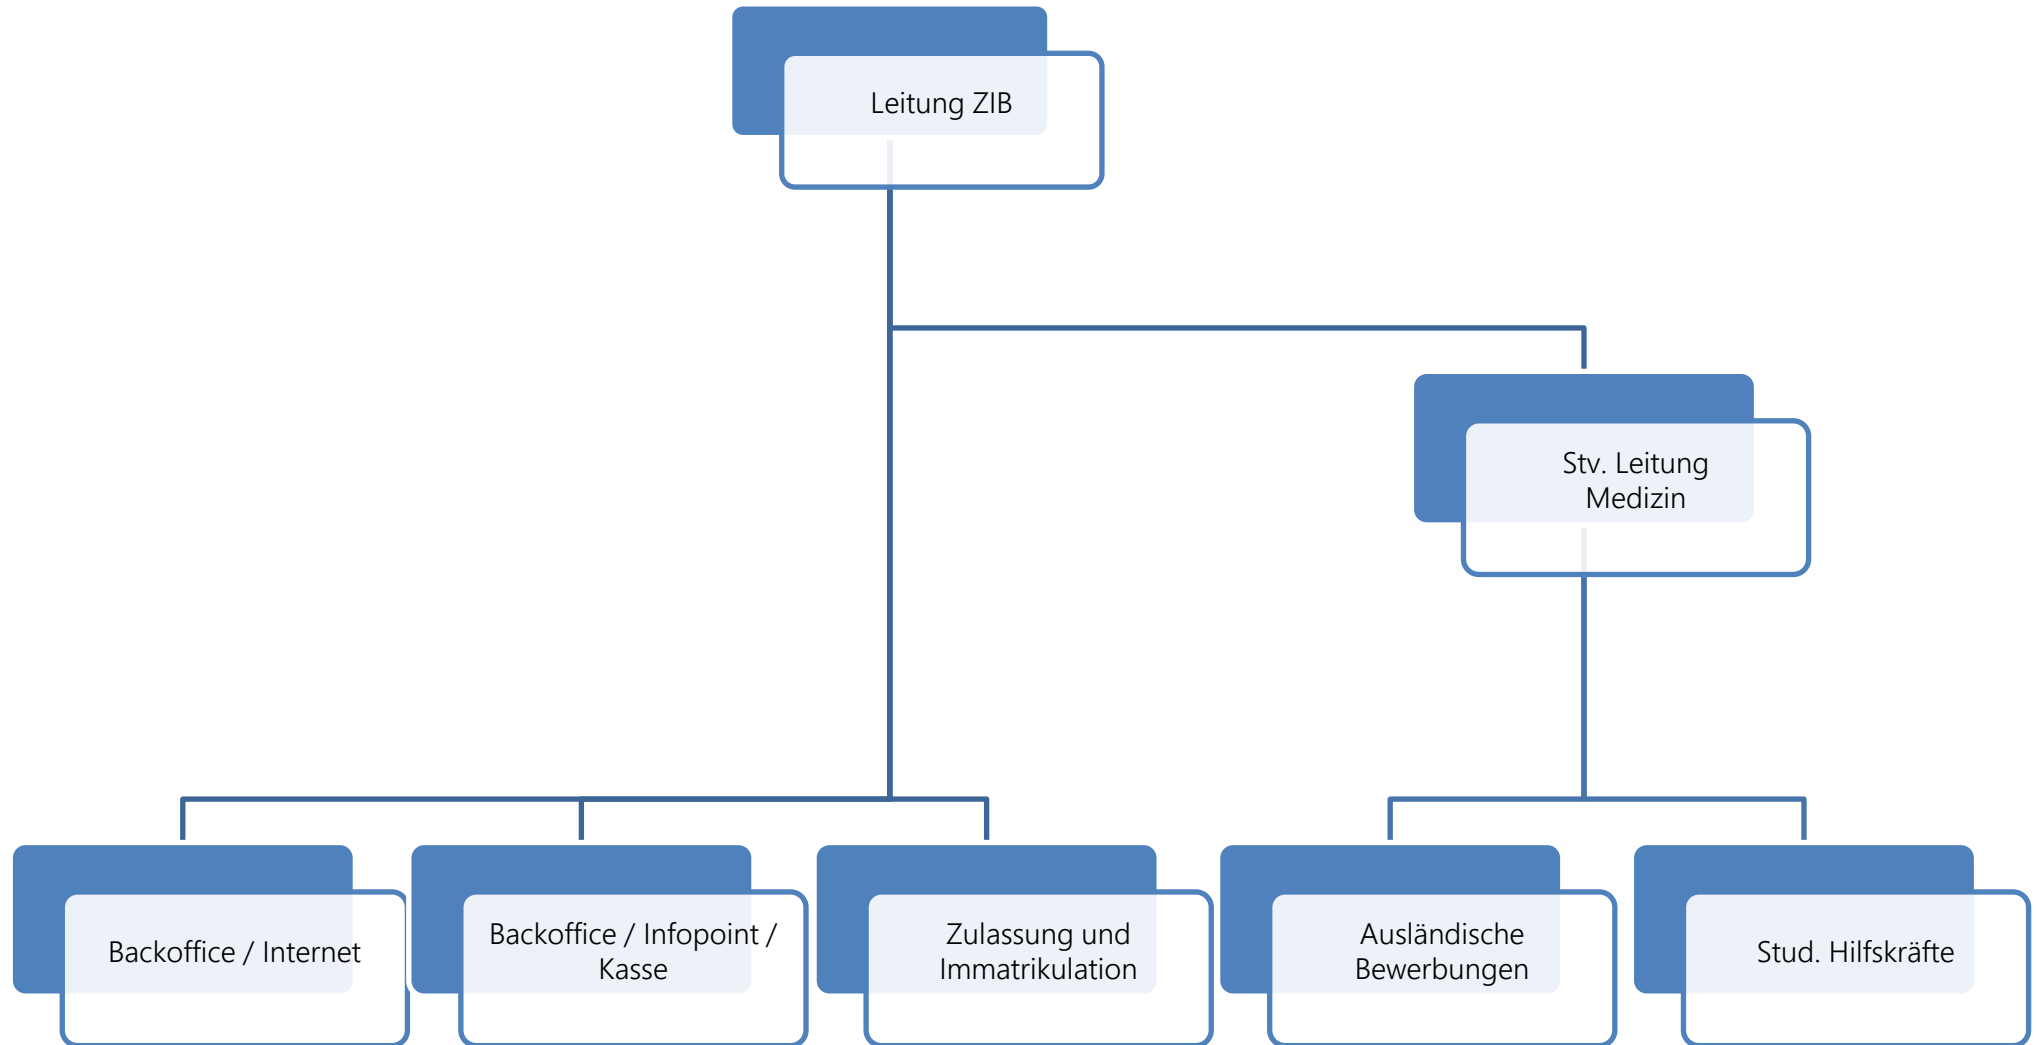 Leitung ZIB
Stv. Leitung
Medizin
Backoffice / Internet
Backoffice / Infopoint /
Kasse
Zulassung und
Immatrikulation
Ausländische
Bewerbungen
Stud. Hilfskräfte